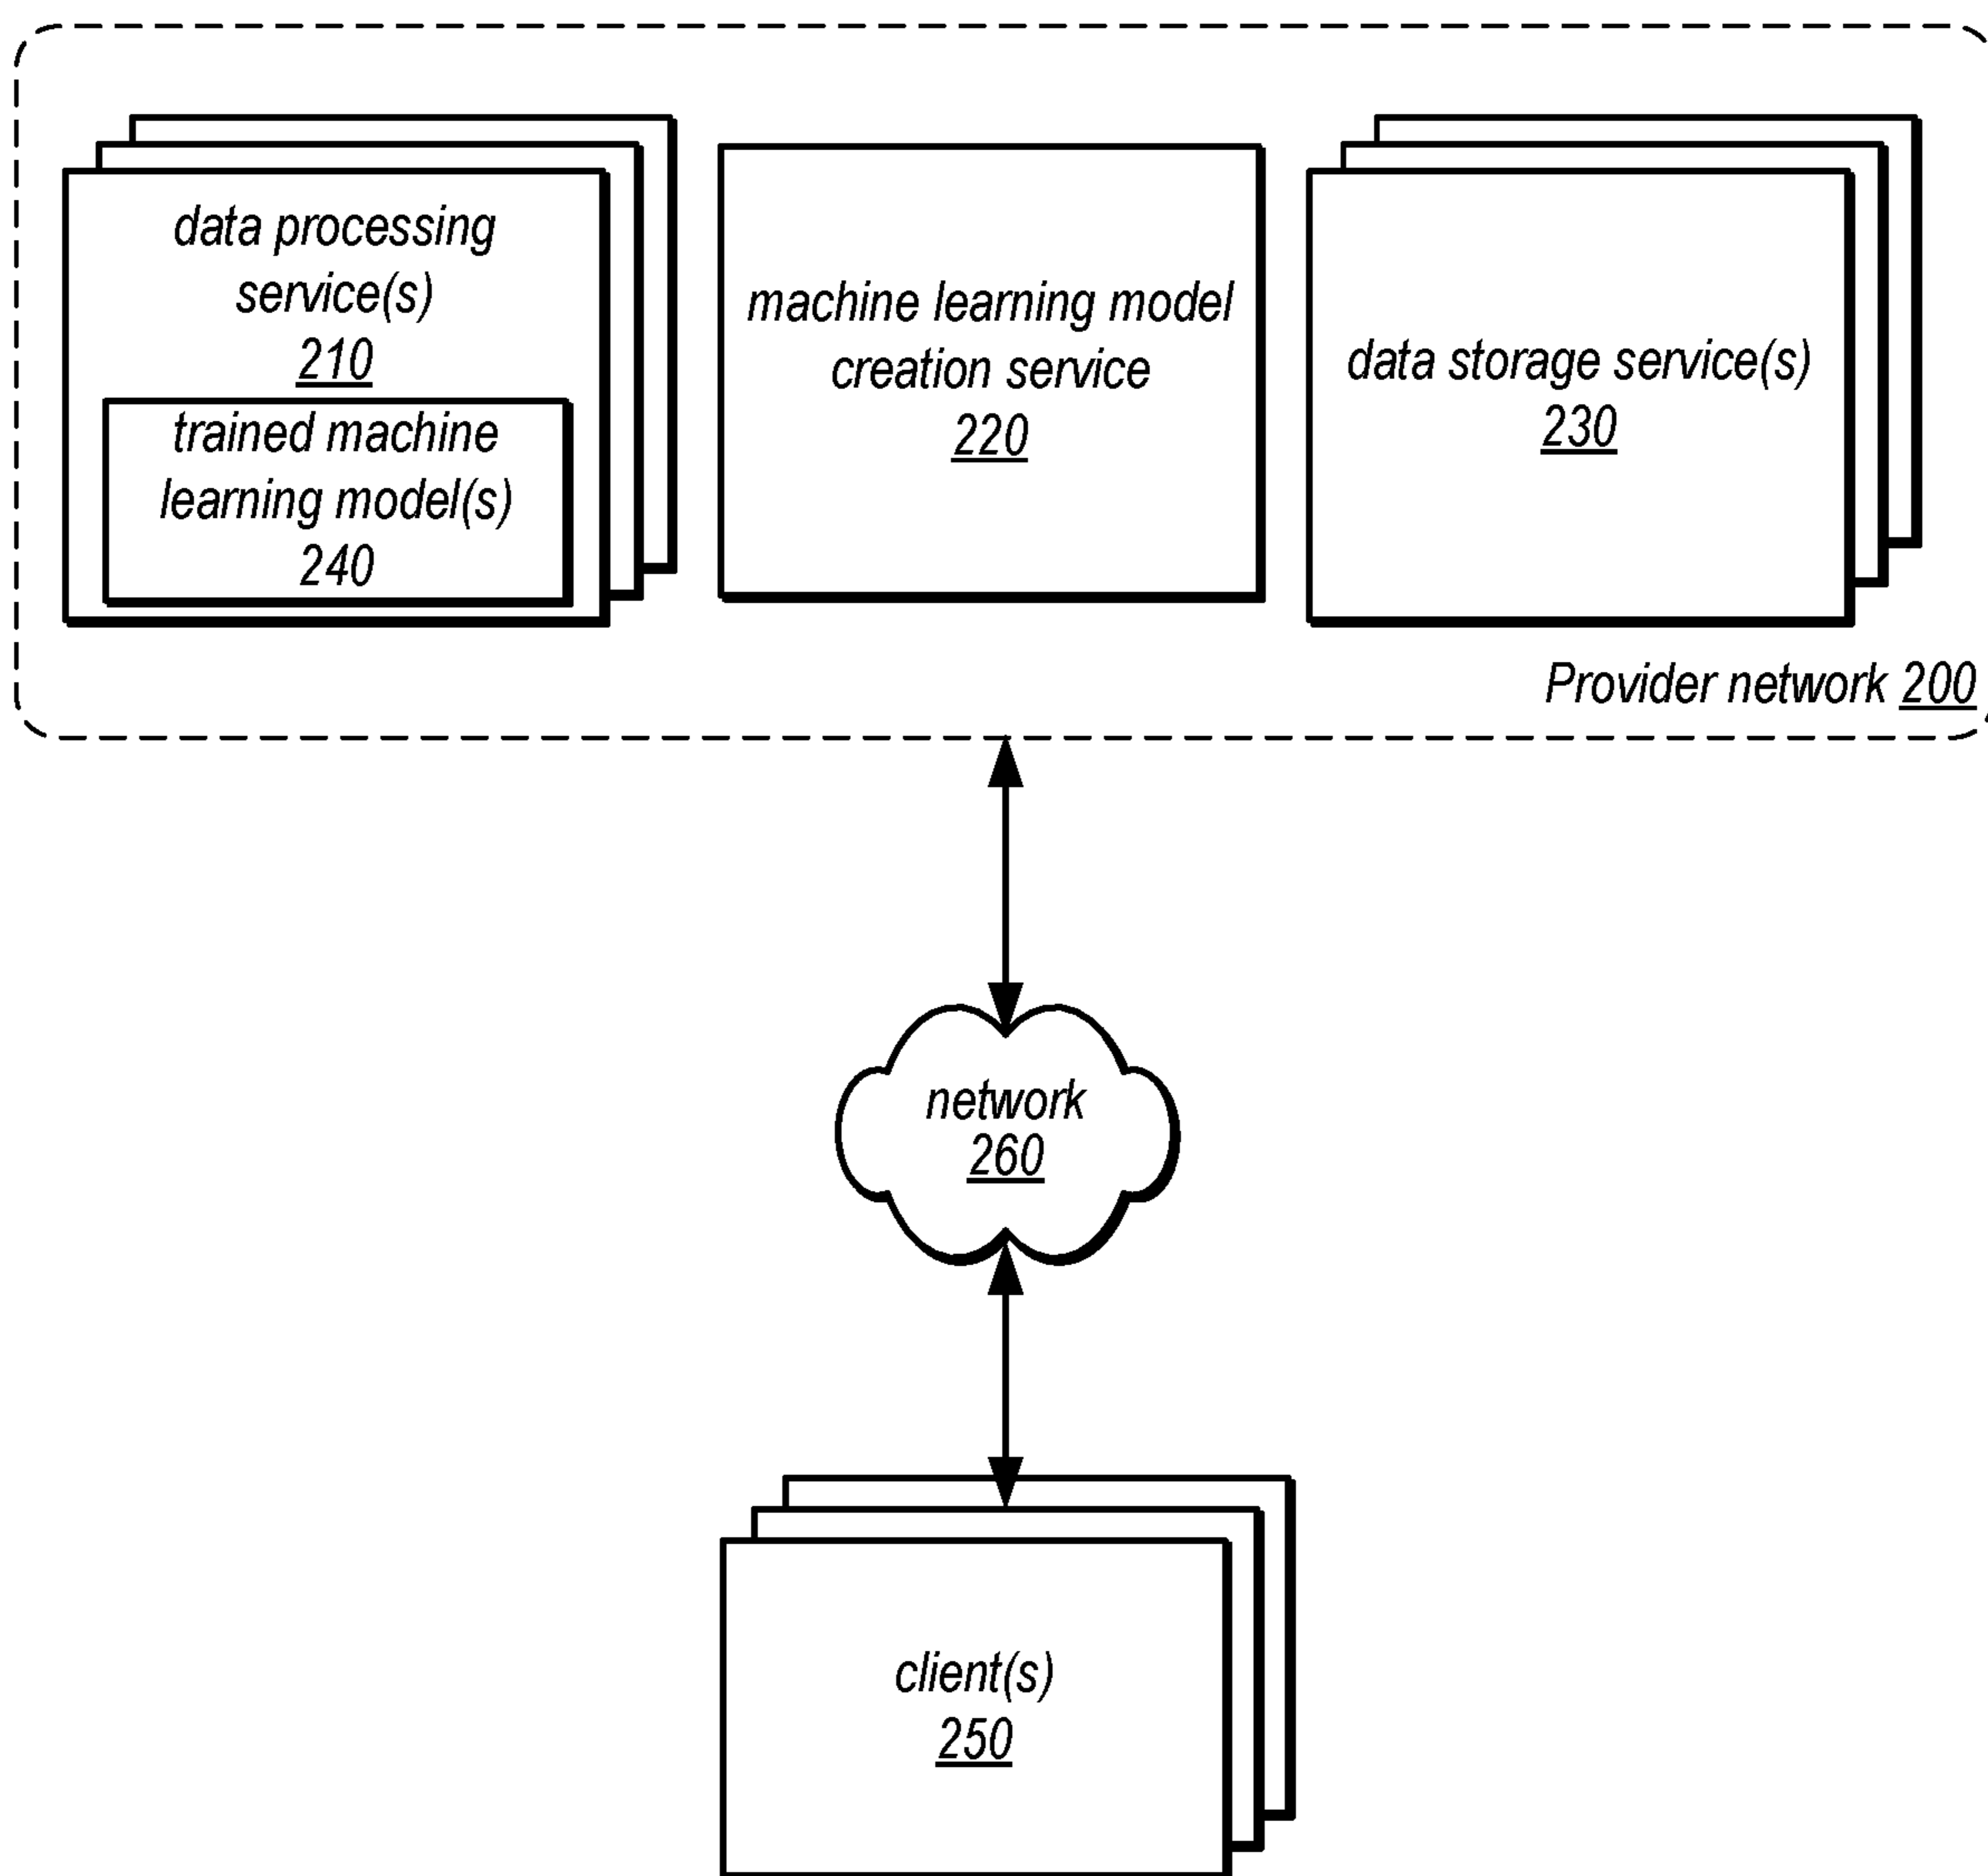 data processing
service(s)
210
trained machine
learning model(s)
240
machine learning model
creation service
220
data storage service(s)
230
Provider network 200
network
260
client(s)
250